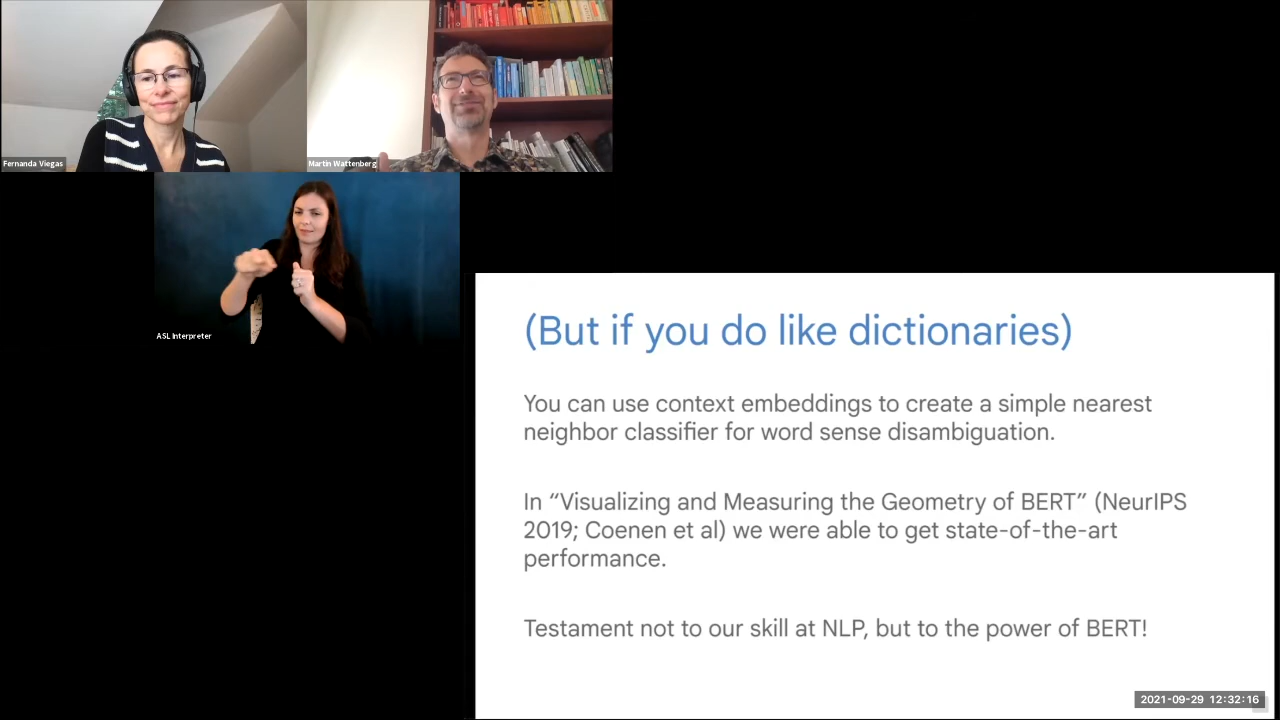 Fernanda Viegas
Martin Wattenberg
ASL Interpreter
(But if you do like dictionaries)
You can use context embeddings to create a simple nearest
neighbor classifier for word sense disambiguation.
In “Visualizing and Measuring the Geometry of BERT” (NeurIPS
2019; Coenen et al) we were able to get state-of-the-art
performance.
Testament not to our skill at NLP, but to the power of BERT!
2021-09-29 12:32:16